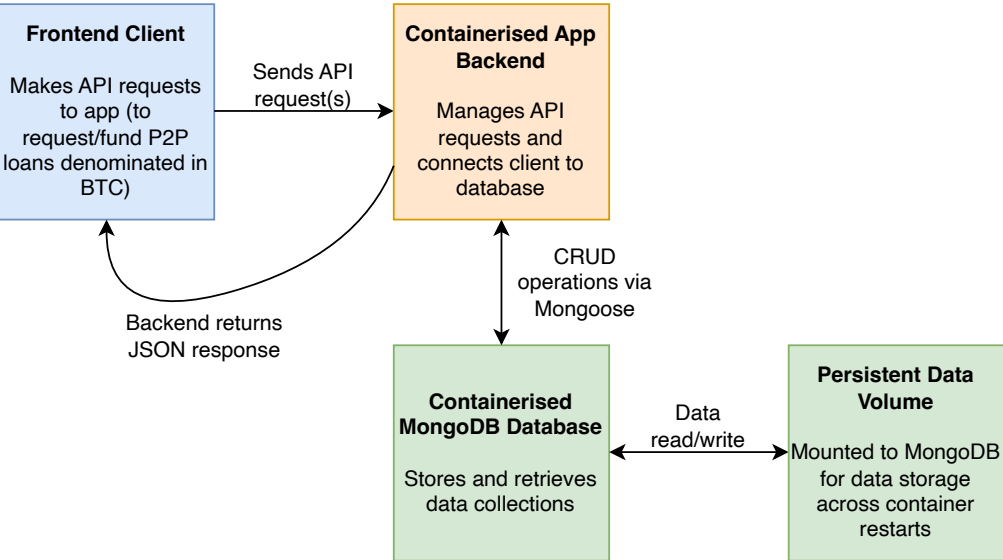 Frontend Client
Makes API requests
to app (to
request/fund P2P
loans denominated in
BTC)
Sends API
request(s)
Containerised App
Backend
Manages API
requests and
connects client to
database
Backend returns
JSON response
CRUD
operations via
Mongoose
Containerised
MongoDB Database
Stores and retrieves
data collections
Data
read/write
Persistent Data
Volume
Mounted to MongoDB
for data storage
across container
restarts